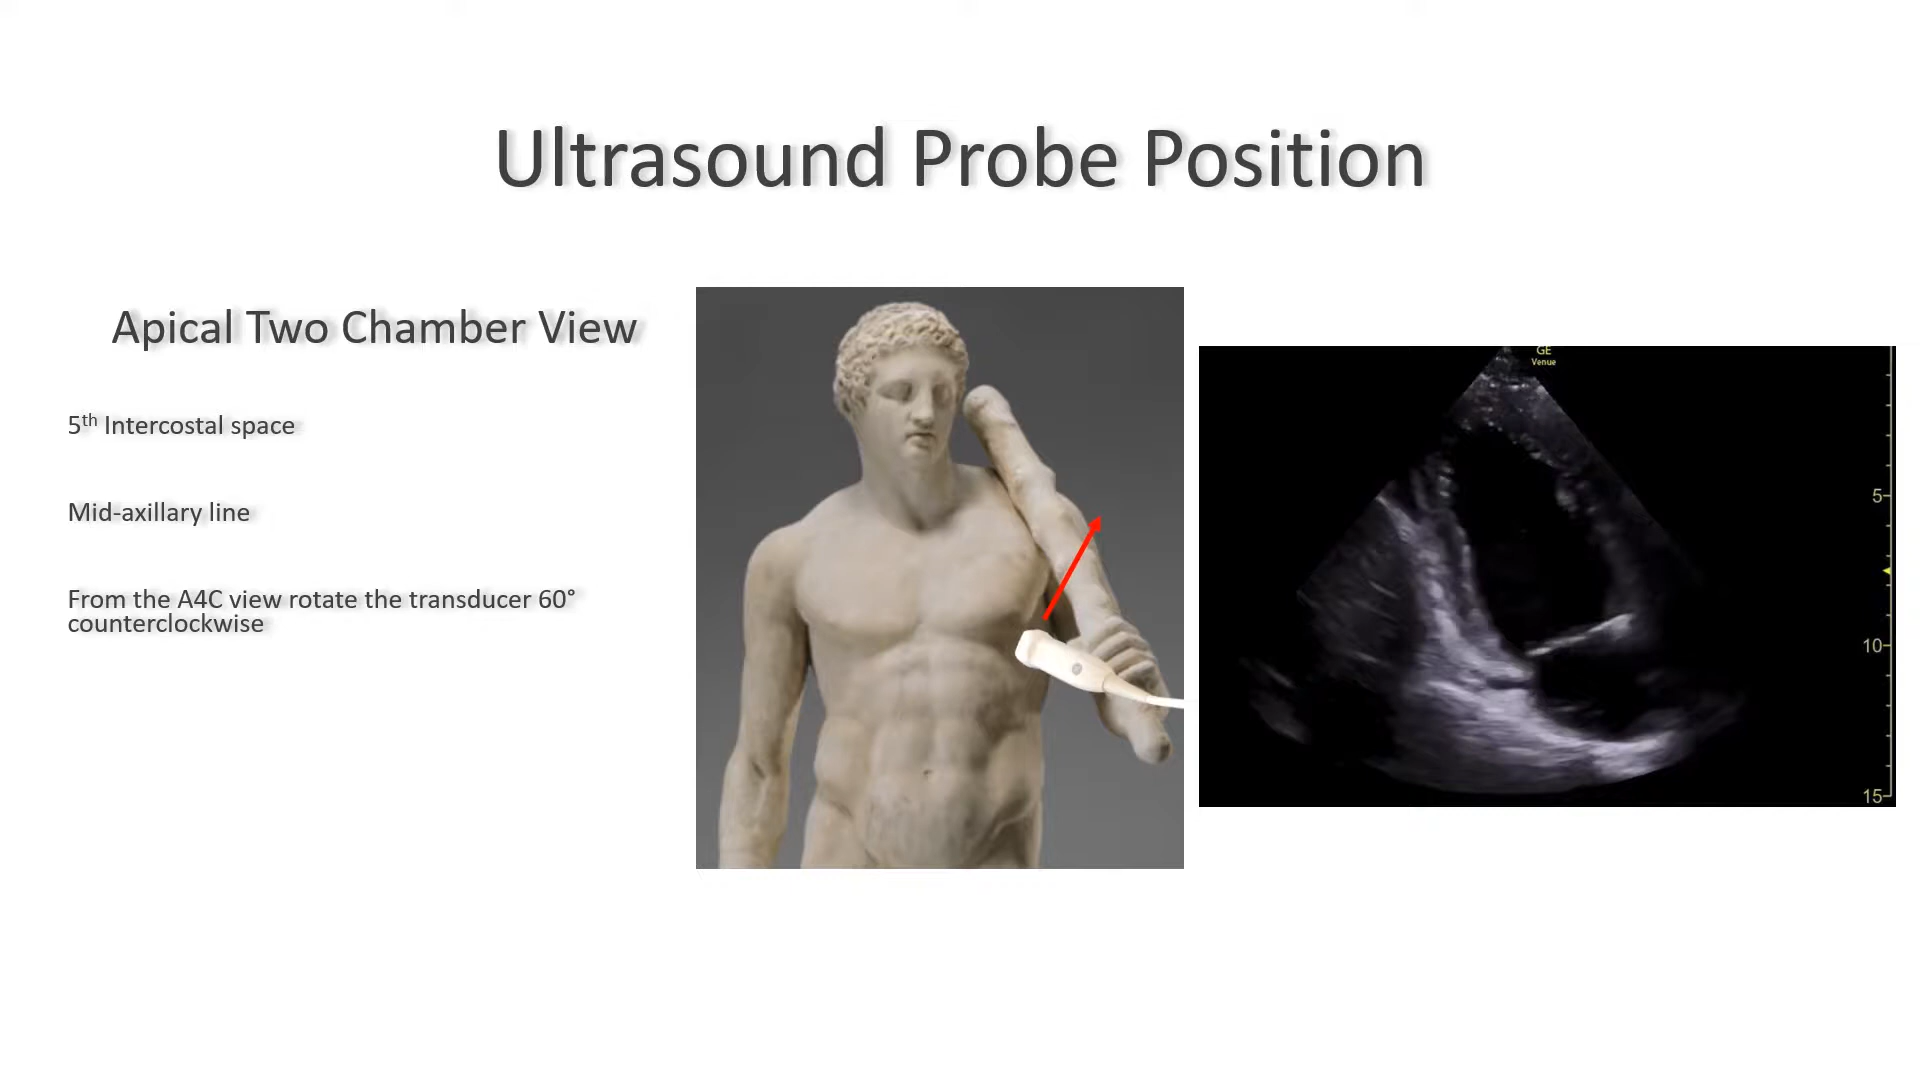 Ultrasound Probe Position
Apical Two Chamber View
5th Intercostal space
Mid-axillary line
From the A4C view rotate the transducer 60°
counterclockwise
GE
Venue
5
10
15